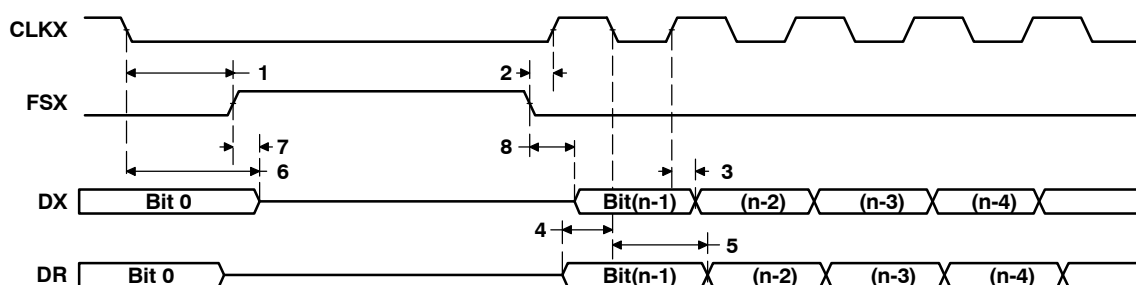 CLKX
1
2
FSX
7
8
6
3
DX
Bit 0
Bit(n-1)
(n-2)
(n-3)
(n-4)
4
5
DR
Bit 0
Bit(n-1)
(n-2)
(n-3)
(n-4)